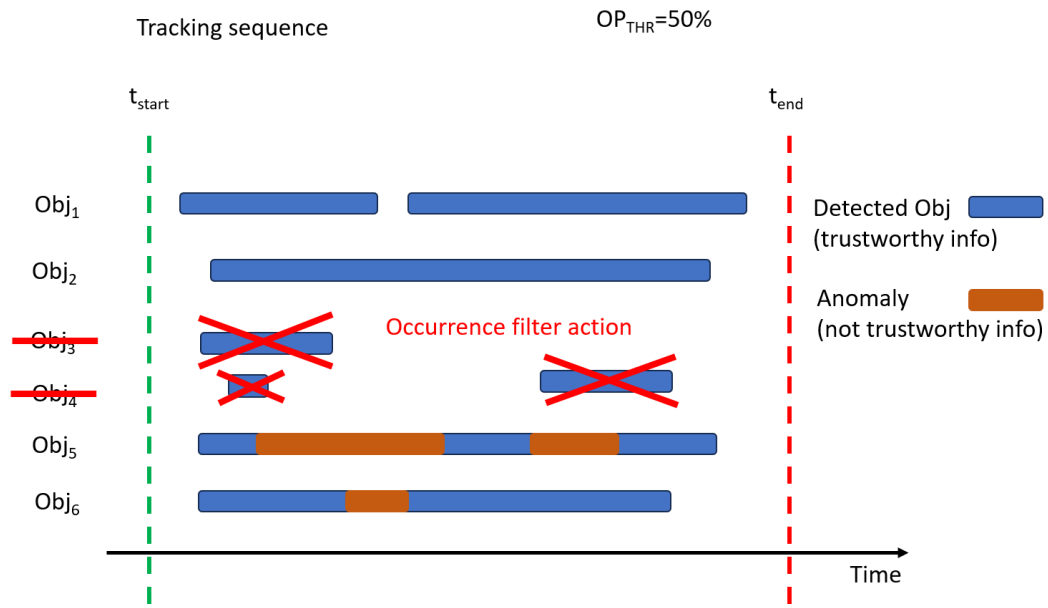 Tracking sequence
OP_THR=50%
t_start
t_end
Obj_1
Detected Obj
(trustworthy info)
Obj_2
Anomaly
(not trustworthy info)
Occurrence filter action
Obj_3
Obj_4
Obj_5
Obj_6
Time